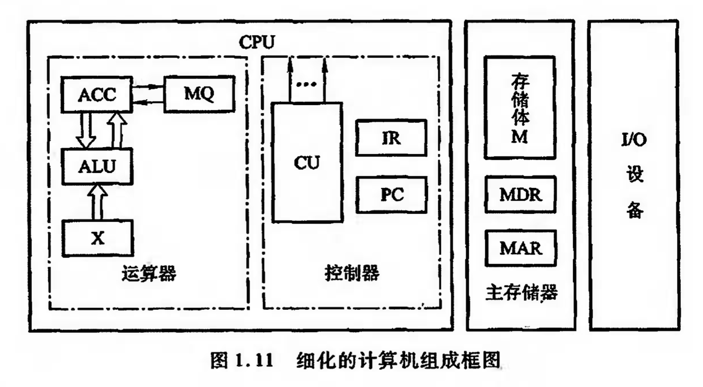 CPU
ACC
MQ
ALU
X
运算器
...
CU
IR
PC
控制器
存储体M
MDR
MAR
主存储器
I/O
设
备
图 1.11 细化的计算机组成框图